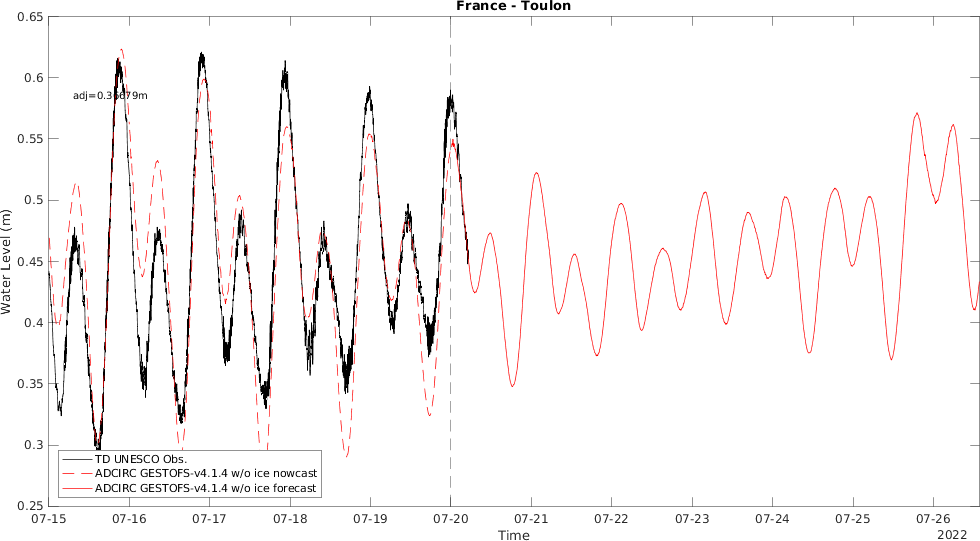 France - Toulon
0.65
0.6
0.55
0.5
0.45
0.4
0.35
0.3
0.25
Water Level (m)
TD UNESCO Obs.
ADCIRC GESTOFS-v4.1.4 w/o ice nowcast
ADCIRC GESTOFS-v4.1.4 w/o ice forecast
07-15 07-16 07-17 07-18 07-19 07-20 07-21 07-22 07-23 07-24 07-25 07-26
Time
2022